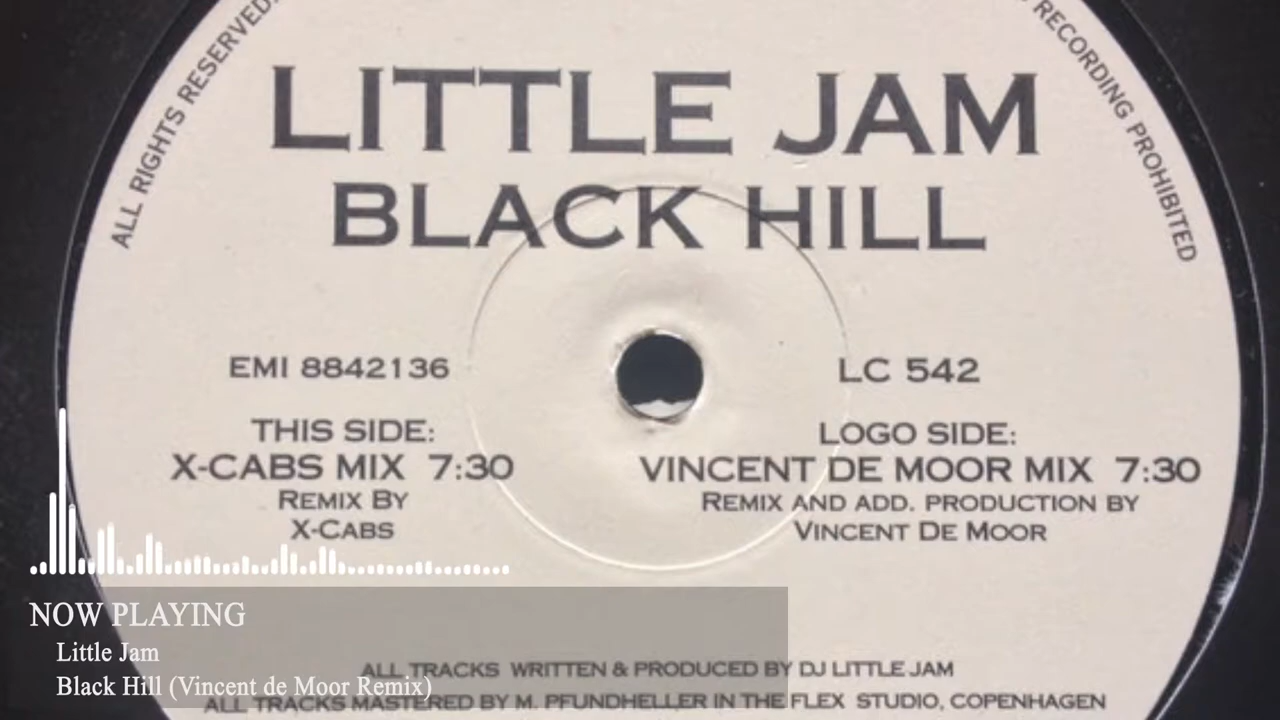 ALL RIGHTS RESERVED.
RECORDING PROHIBITED
LITTLE JAM
BLACK HILL
EMI 8842136
LC 542
THIS SIDE:
X-CABS MIX 7:30
REMIX BY
X-CABS
LOGO SIDE:
VINCENT DE MOOR MIX 7:30
REMIX AND ADD. PRODUCTION BY
VINCENT DE MOOR
NOW PLAYING
Little Jam
ALL TRACKS WRITTEN & PRODUCED BY DJ LITTLE JAM
Black Hill (Vincent de Moor Remix)
ALL TRACKS MASTERED BY M. PFUNDHELLER IN THE FLEX STUDIO, COPENHAGEN